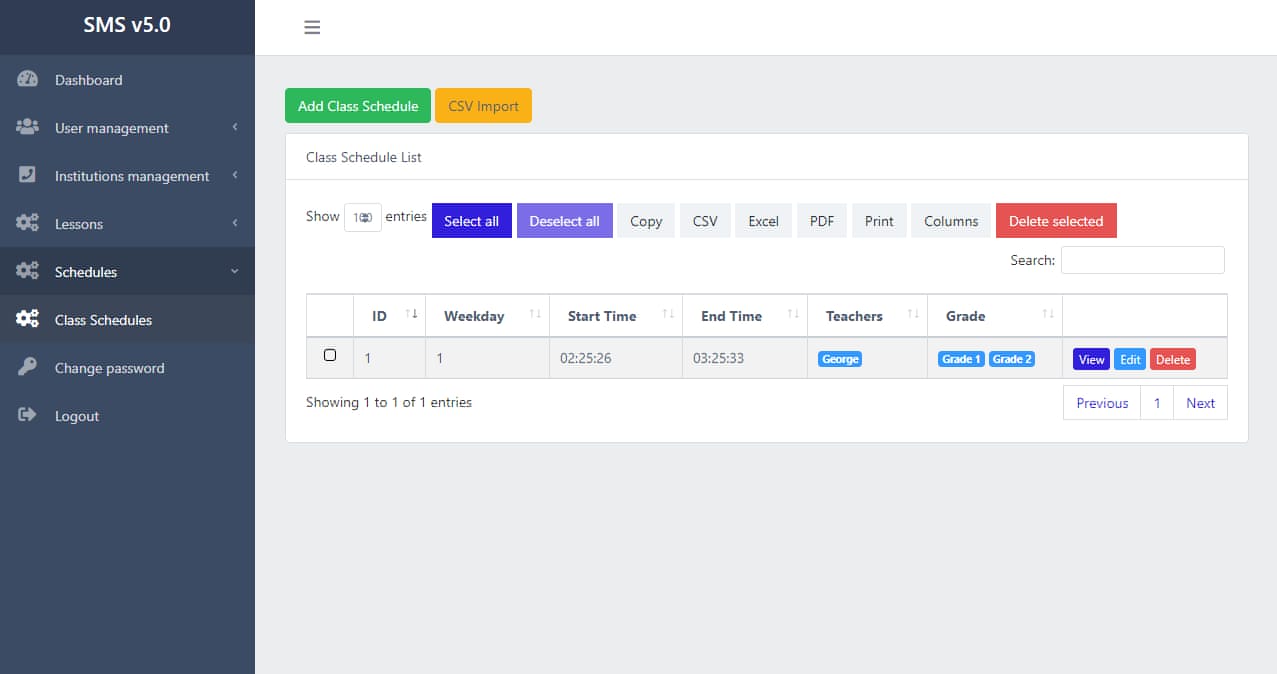 SMS v5.0
Dashboard
User management
Institutions management
Lessons
Schedules
Class Schedules
Change password
Logout
Add Class Schedule CSV Import
Class Schedule List
Show 100 entries Select all Deselect all Copy CSV Excel PDF Print Columns Delete selected
Search:
ID Weekday Start Time End Time Teachers Grade
1 1 02:25:26 03:25:33 George Grade 1 Grade 2 View Edit Delete
Showing 1 to 1 of 1 entries Previous 1 Next